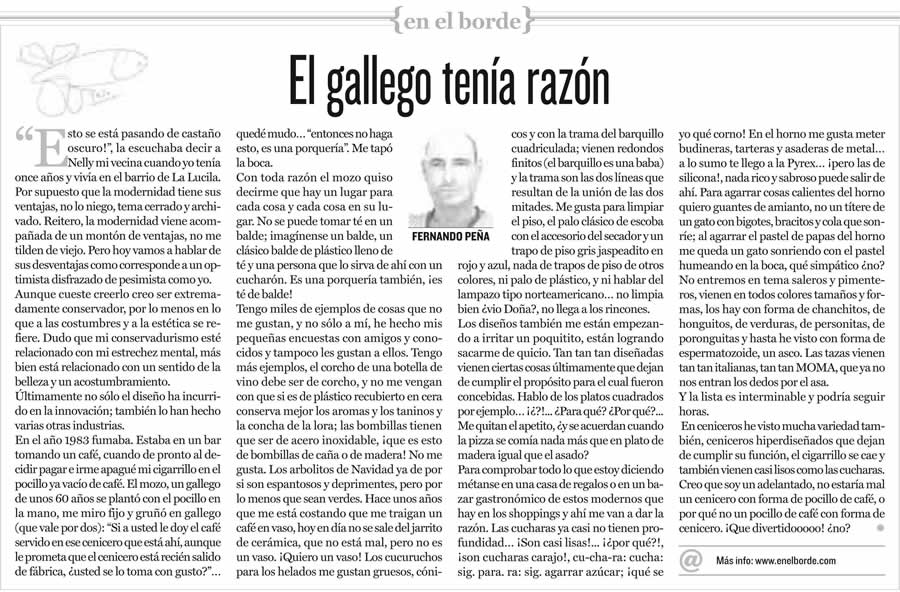 {en el borde}
El gallego tenía razón
“Esto se está pasando de castaño
oscuro!”, la escuchaba decir a
Nelly mi vecina cuando yo tenía
once años y vivía en el barrio de La Lucila.
Por supuesto que la modernidad tiene sus
ventajas, no lo niego, tema cerrado y archi-
vado. Reitero, la modernidad viene acom-
pañada de un montón de ventajas, no me
tilden de viejo. Pero hoy vamos a hablar de
sus desventajas como corresponde a un op-
timista disfrazado de pesimista como yo.
Aunque cueste creerlo creo ser extrema-
damente conservador, por lo menos en lo
que a las costumbres y a la estética se re-
fiere. Dudo que mi conservadurismo esté
relacionado con mi estrechez mental, más
bien está relacionado con un sentido de la
belleza y un acostumbramiento.
Últimamente no sólo el diseño ha incurri-
do en la innovación; también lo han hecho
varias otras industrias.
En el año 1983 fumaba. Estaba en un bar
tomando un café, cuando de pronto al de-
cidir pagar e irme apagué mi cigarrillo en el
pocillo ya vacío de café. El mozo, un gallego
de unos 60 años se plantó con el pocillo en
la mano, me miro fijo y gruñó en gallego
(que vale por dos): “Si a usted le doy el café
servido en ese cenicero que está ahí, aunque
le prometa que el cenicero está recién salido
de fábrica, ¿usted se lo toma con gusto?”...
quedé mudo... “entonces no haga
esto, es una porquería”. Me tapó
la boca.
Con toda razón el mozo quiso
decirme que hay un lugar para
cada cosa y cada cosa en su lu-
gar. No se puede tomar té en un
balde; imagínense un balde, un
clásico balde de plástico lleno de
té y una persona que lo sirva de ahí con un
cucharón. Es una porquería también, ¡es
té de balde!
Tengo miles de ejemplos de cosas que no
me gustan, y no sólo a mí, he hecho mis
pequeñas encuestas con amigos y cono-
cidos y tampoco les gustan a ellos. Tengo
más ejemplos, el corcho de una botella de
vino debe ser de corcho, y no me vengan
con que si es de plástico recubierto en cera
conserva mejor los aromas y los taninos y
la concha de la lora; las bombillas tienen
que ser de acero inoxidable, ¡que es esto
de bombillas de caña o de madera! No me
gusta. Los arbolitos de Navidad ya de por
si son espantosos y deprimentes, pero por
lo menos que sean verdes. Hace unos años
que me está costando que me traigan un
café en vaso, hoy en día no se sale del jarrito
de cerámica, que no está mal, pero no es
un vaso. ¡Quiero un vaso! Los cucuruchos
para los helados me gustan gruesos, cóni-
FERNANDO PEÑA
cos y con la trama del barquillo
cuadriculada; vienen redondos
finitos (el barquillo es una baba)
y la trama son las dos líneas que
resultan de la unión de las dos
mitades. Me gusta para limpiar
el piso, el palo clásico de escoba
con el accesorio del secador y un
trapo de piso gris jaspeadito en
rojo y azul, nada de trapos de piso de otros
colores, ni palo de plástico, y ni hablar del
lampazo tipo norteamericano... no limpia
bien ¿vio Doña?, no llega a los rincones.
Los diseños también me están empezan-
do a irritar un poquitito, están logrando
sacarme de quicio. Tan tan tan diseñadas
vienen ciertas cosas últimamente que dejan
de cumplir el propósito para el cual fueron
concebidas. Hablo de los platos cuadrados
por ejemplo... ¡¿?!... ¿Para qué? ¿Por qué?...
Me quitan el apetito, ¿y se acuerdan cuando
la pizza se comía nada más que en plato de
madera igual que el asado?
Para comprobar todo lo que estoy diciendo
métanse en una casa de regalos o en un ba-
zar gastronómico de estos modernos que
hay en los shoppings y ahí me van a dar la
razón. Las cucharas ya casi no tienen pro-
fundidad... ¡Son casi lisas!... ¡¿por qué?!,
¡son cucharas carajo!, cu-cha-ra: cucha:
sig. para. ra: sig. agarrar azúcar; ¡qué se
yo qué corno! En el horno me gusta meter
budineras, tarteras y asaderas de metal...
a lo sumo te llego a la Pyrex... ¡pero las de
silicona!, nada rico y sabroso puede salir de
ahí. Para agarrar cosas calientes del horno
quiero guantes de amianto, no un títere de
un gato con bigotes, bracitos y cola que son-
ríe; al agarrar el pastel de papas del horno
me queda un gato sonriendo con el pastel
humeando en la boca, qué simpático ¿no?
No entremos en tema saleros y pimente-
ros, vienen en todos colores tamaños y for-
mas, los hay con forma de chanchitos, de
honguitos, de verduras, de personitas, de
poronguitas y hasta he visto con forma de
espermatozoide, un asco. Las tazas vienen
tan tan italianas, tan tan MOMA, que ya no
nos entran los dedos por el asa.
Y la lista es interminable y podría seguir
horas.
En ceniceros he visto mucha variedad tam-
bién, ceniceros hiperdiseñados que dejan
de cumplir su función, el cigarrillo se cae y
también vienen casi lisos como las cucharas.
Creo que soy un adelantado, no estaría mal
un cenicero con forma de pocillo de café, o
por qué no un pocillo de café con forma de
cenicero. ¡Que divertidooooo! ¿no?
@ Más info: www.enelborde.com